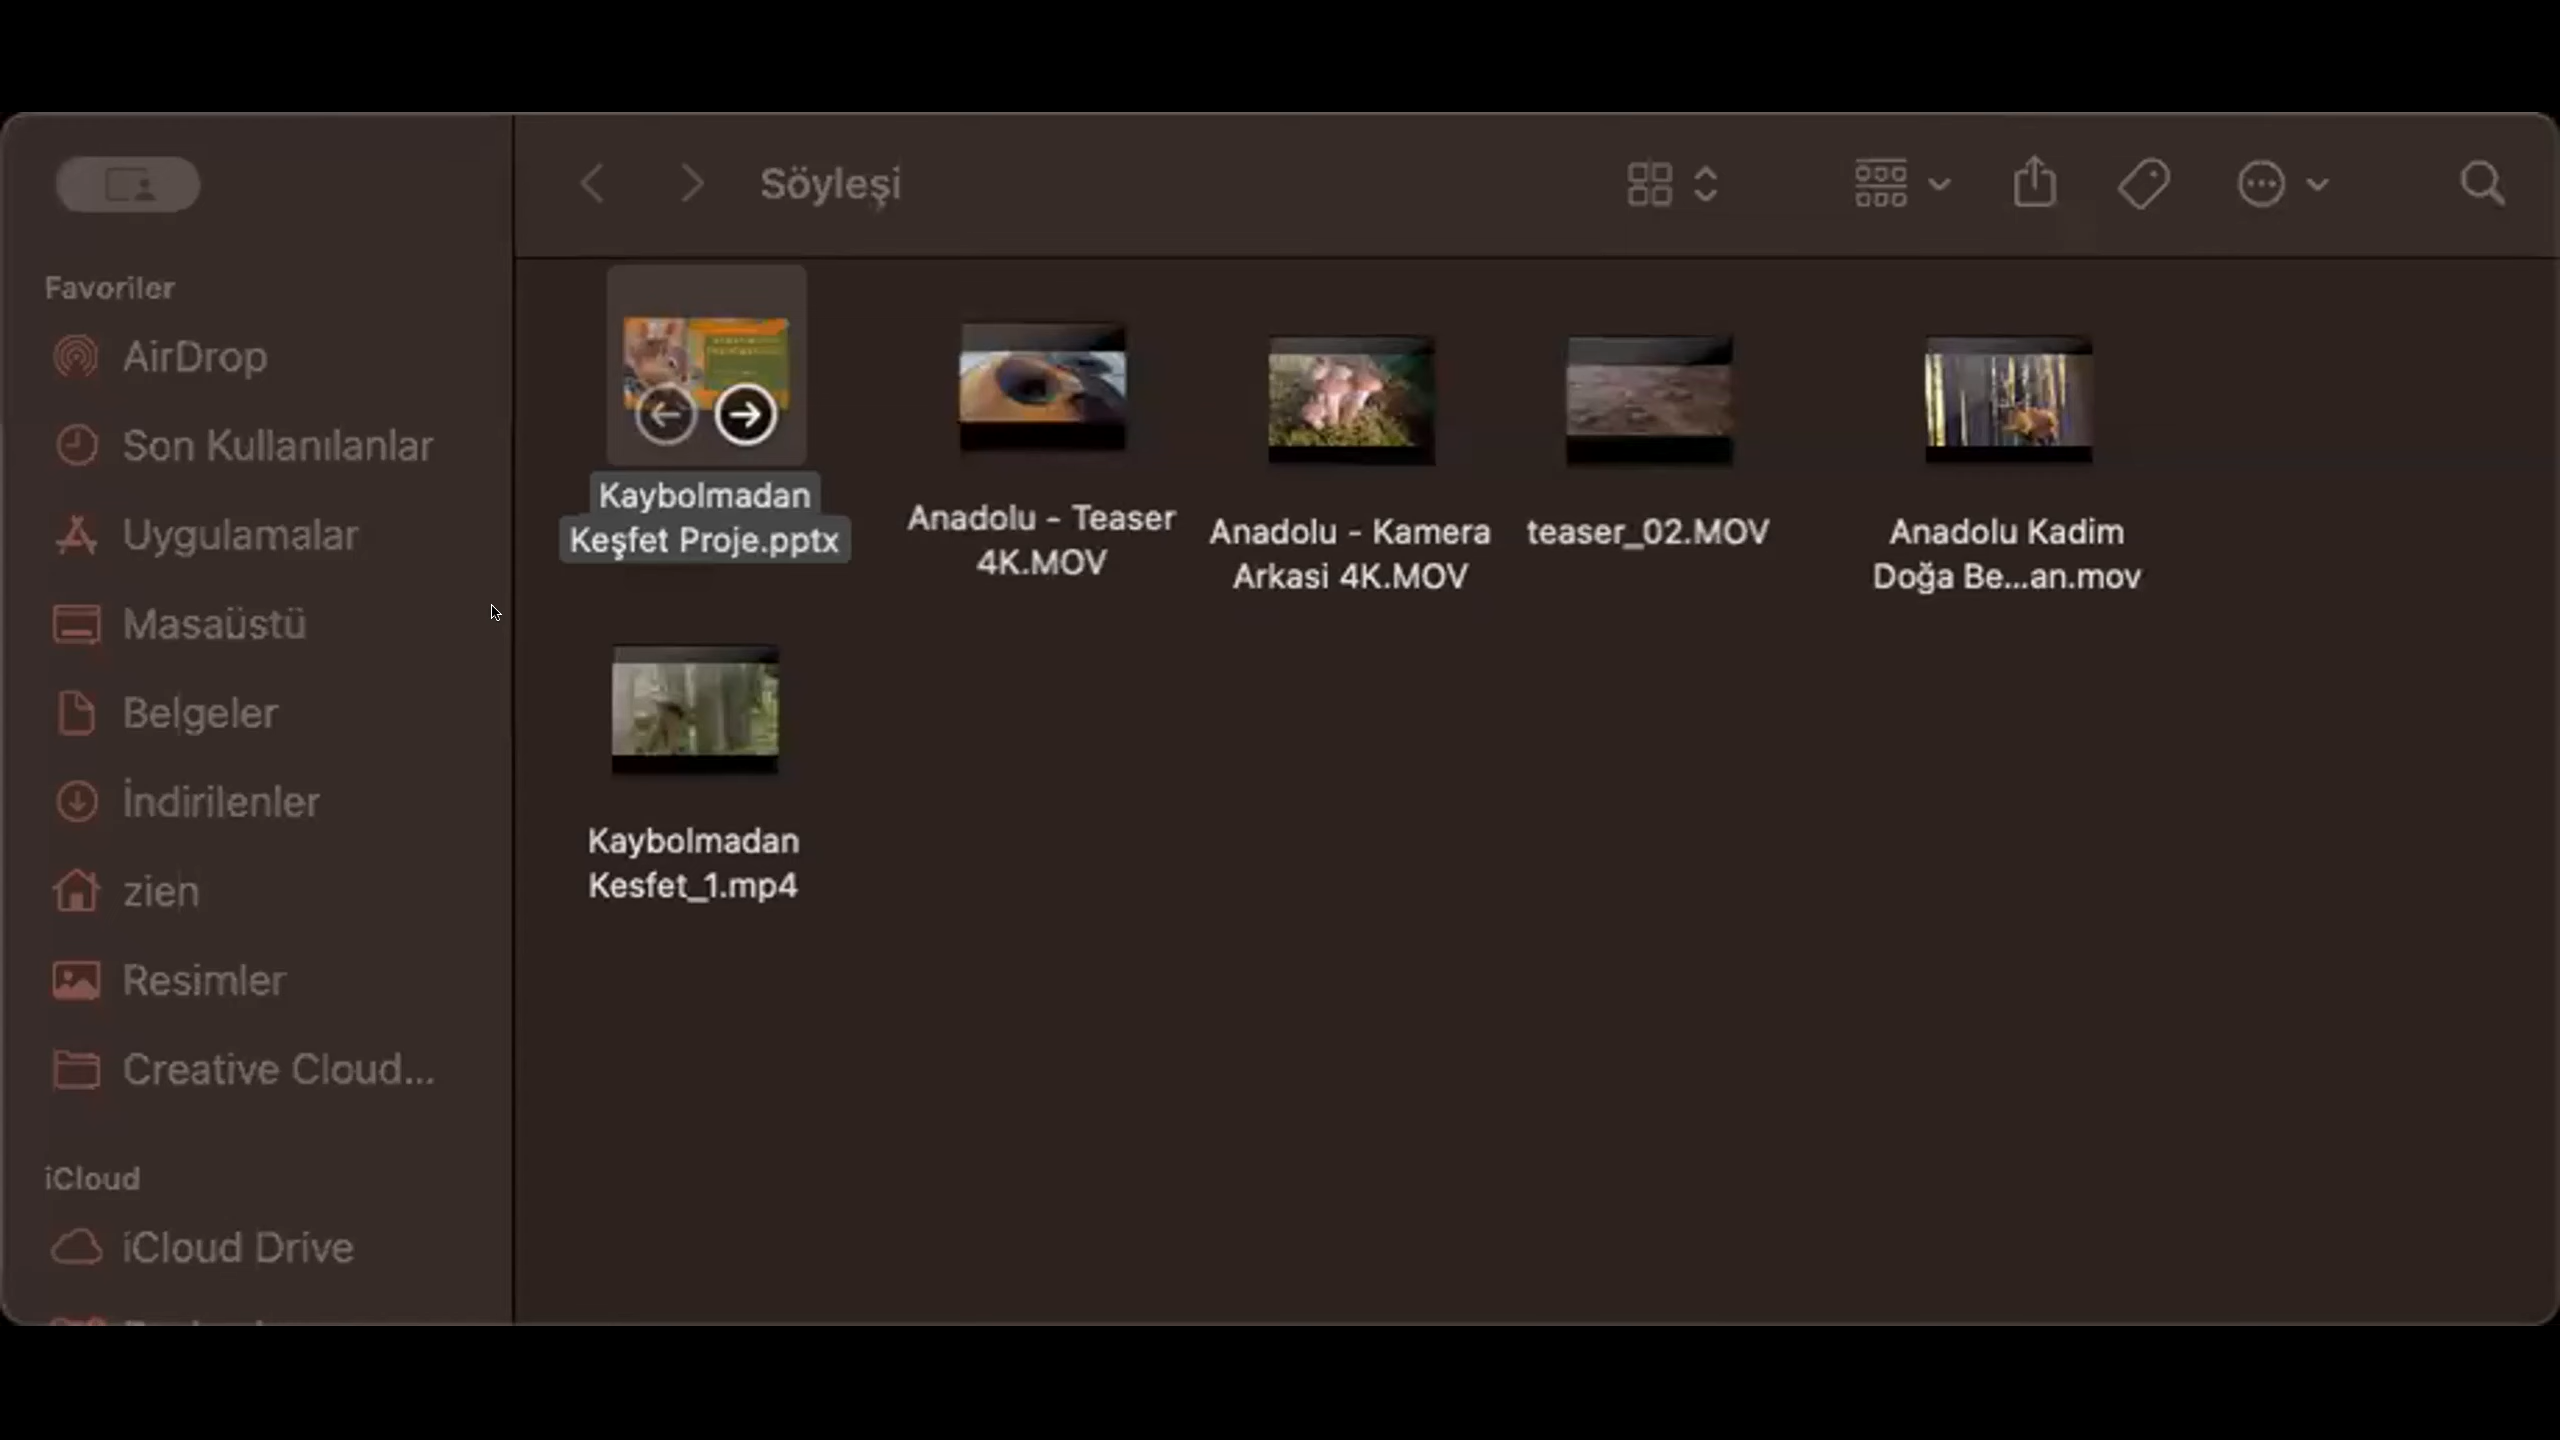 Söyleşi
Favoriler
AirDrop
Son Kullanılanlar
Uygulamalar
Masaüstü
Belgeler
İndirilenler
zieh
Resimler
Creative Cloud...
iCloud
iCloud Drive
Kaybolmadan
Keşfet Proje.pptx
Anadolu - Teaser
4K.MOV
Anadolu - Kamera
Arkasi 4K.MOV
teaser_02.MOV
Anadolu Kadim
Doğa Be...an.mov
Kaybolmadan
Kesfet_1.mp4